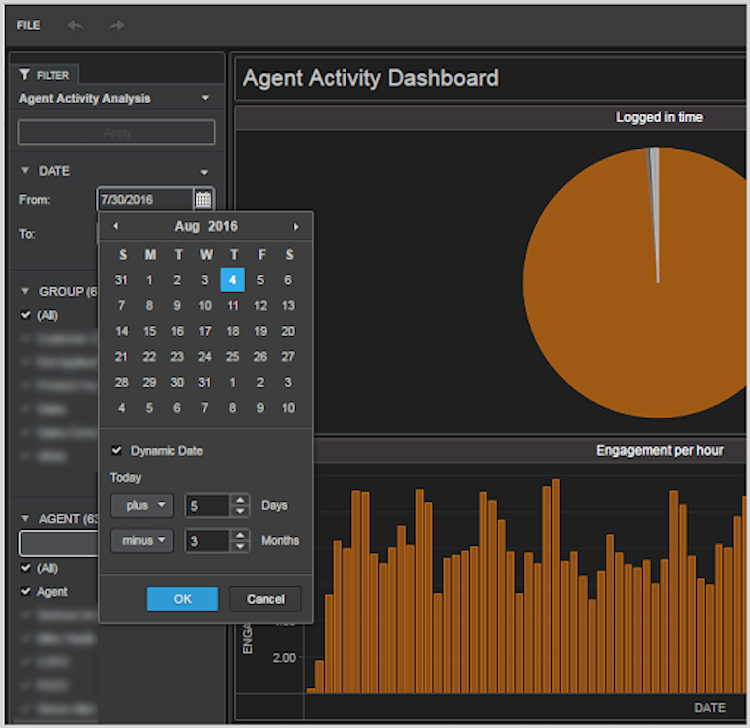 FILE
FILTER
Agent Activity Analysis
Apply
DATE
From: 7/30/2016
To:
Aug 2016
S M T W T F S
31 1 2 3 4 5 6
7 8 9 10 11 12 13
14 15 16 17 18 19 20
21 22 23 24 25 26 27
28 29 30 31 1 2 3
4 5 6 7 8 9 10
Dynamic Date
Today
plus 5 Days
minus 3 Months
OK Cancel
GROUP (6
(All)
AGENT (63
(All)
Agent
Agent Activity Dashboard
Logged in time
Engagement per hour
ENGA
2.00
DATE